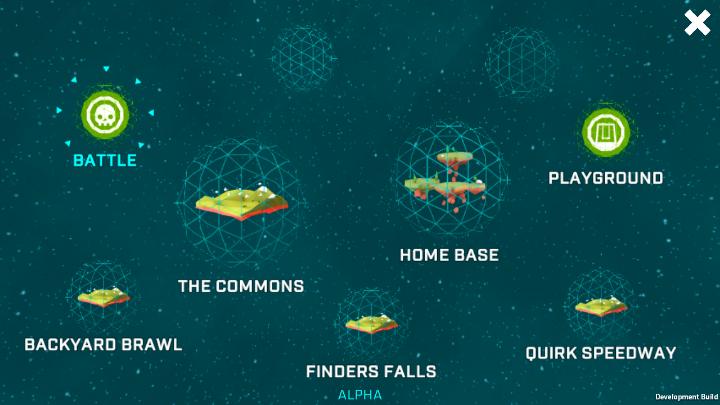 BATTLE
PLAYGROUND
HOME BASE
THE COMMONS
BACKYARD BRAWL
QUIRK SPEEDWAY
FINDERS FALLS
ALPHA
Development Build